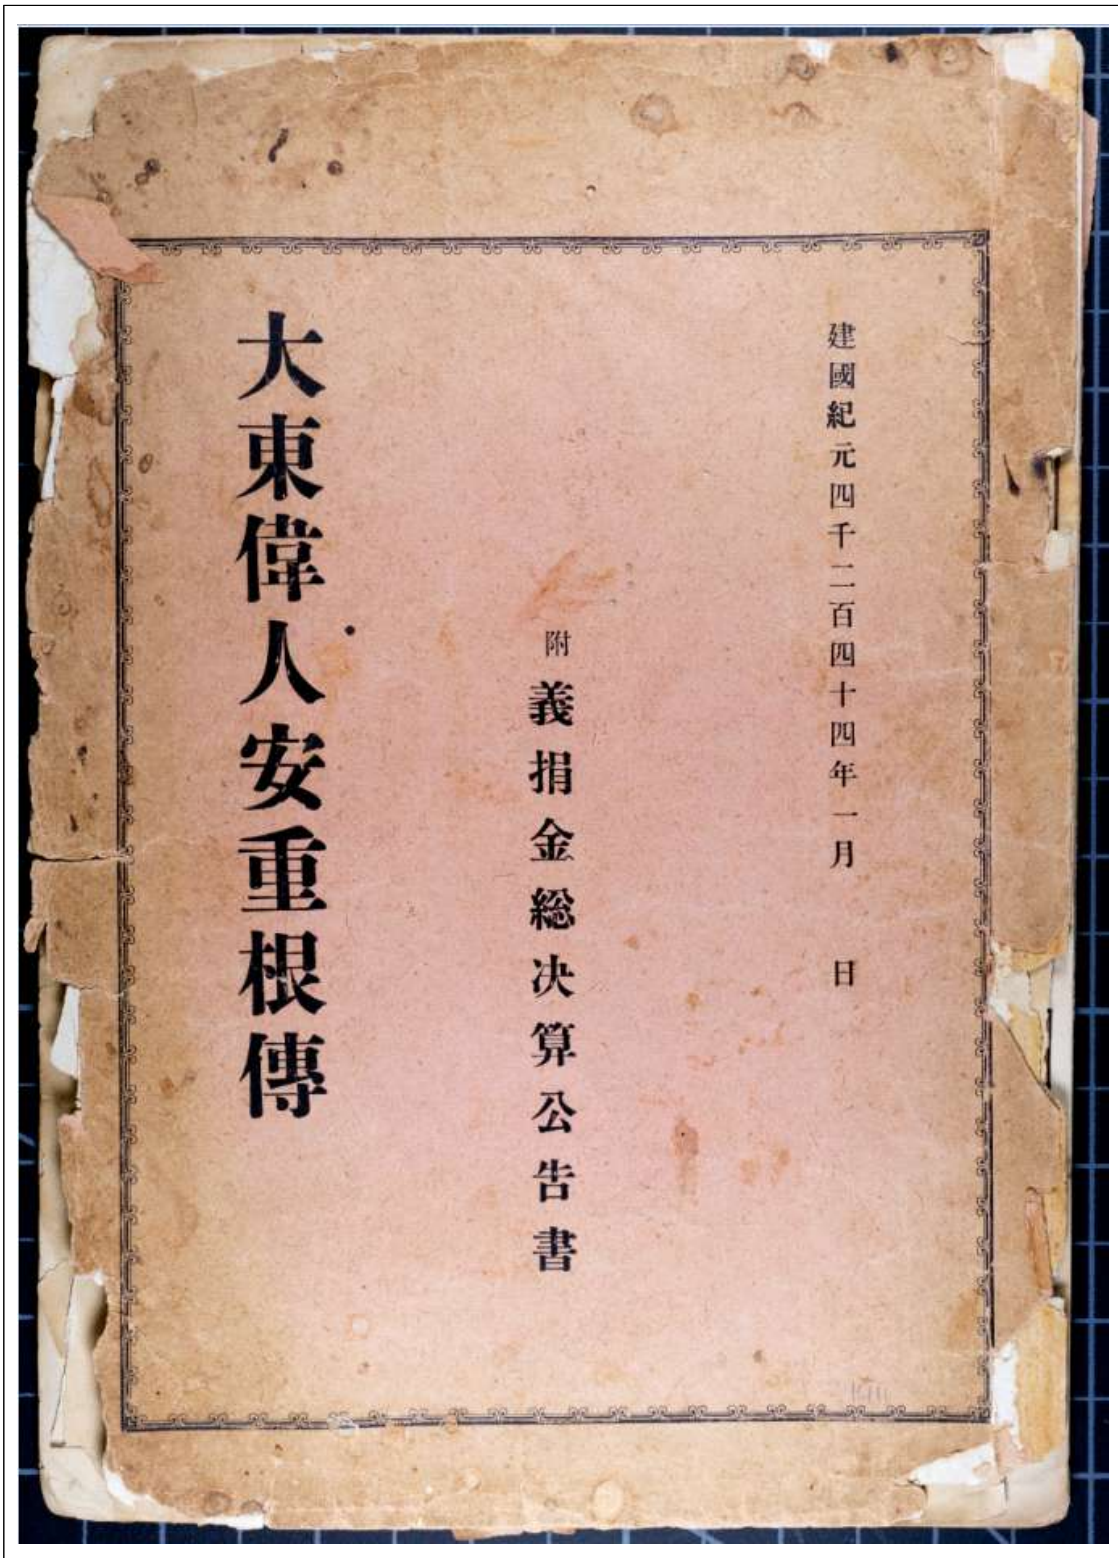 建國紀元四千二百四十四年一月　日
附 義捐金総决算公告書
大東偉人安重根傳